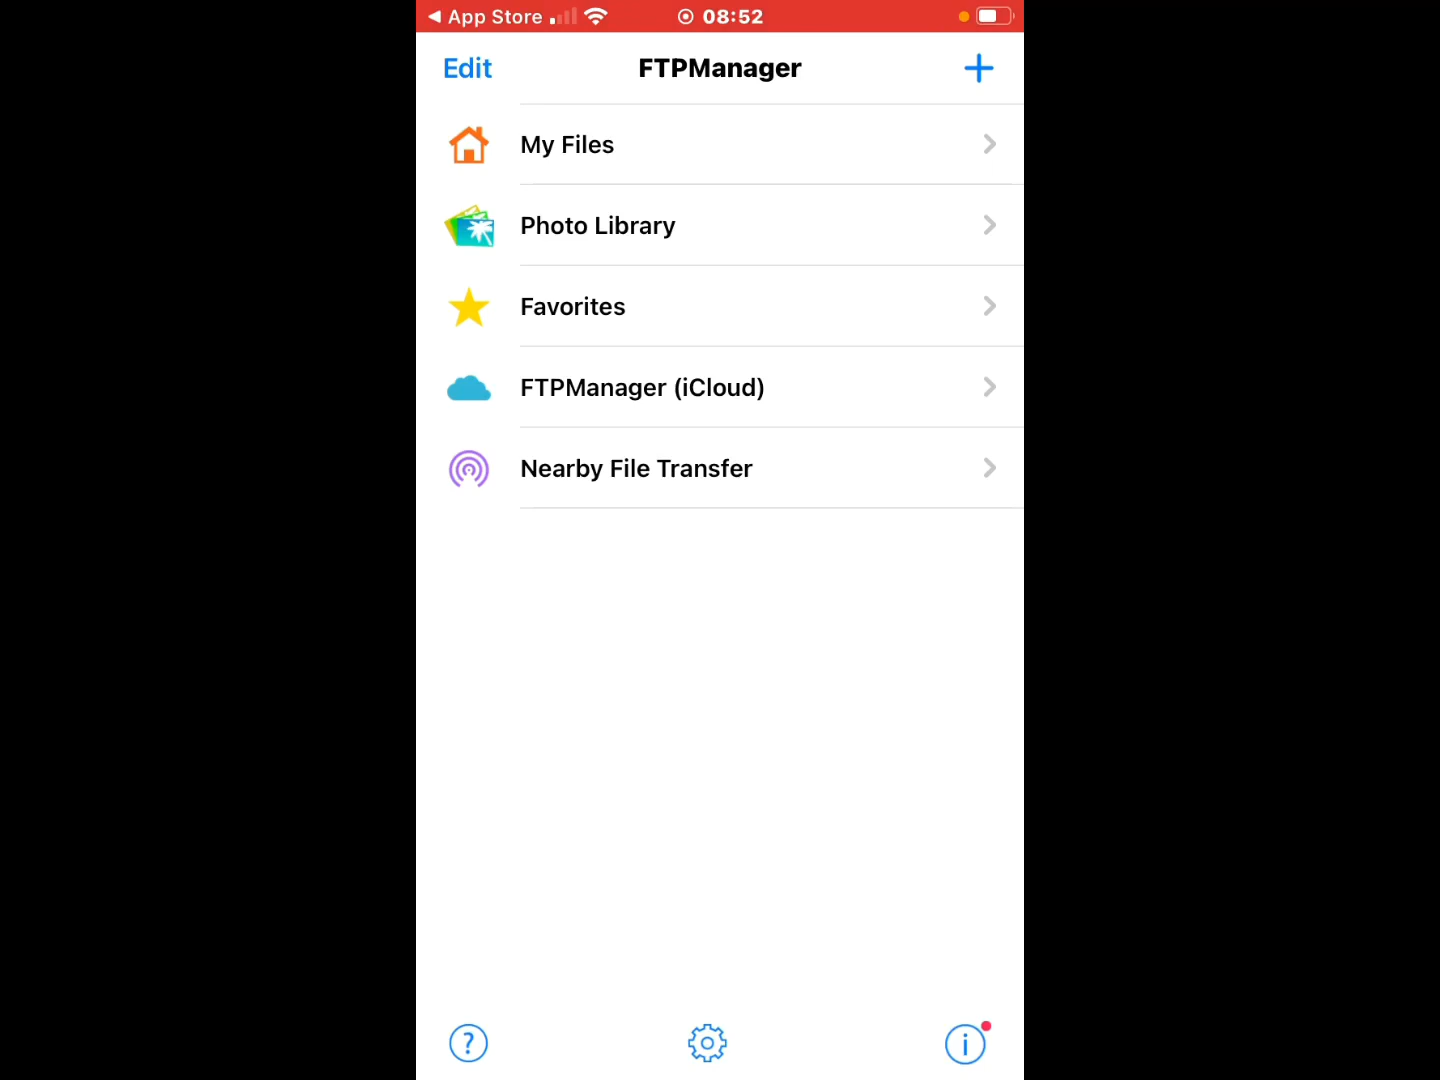 App Store 08:52
Edit FTPManager
My Files
Photo Library
Favorites
FTPManager (iCloud)
Nearby File Transfer